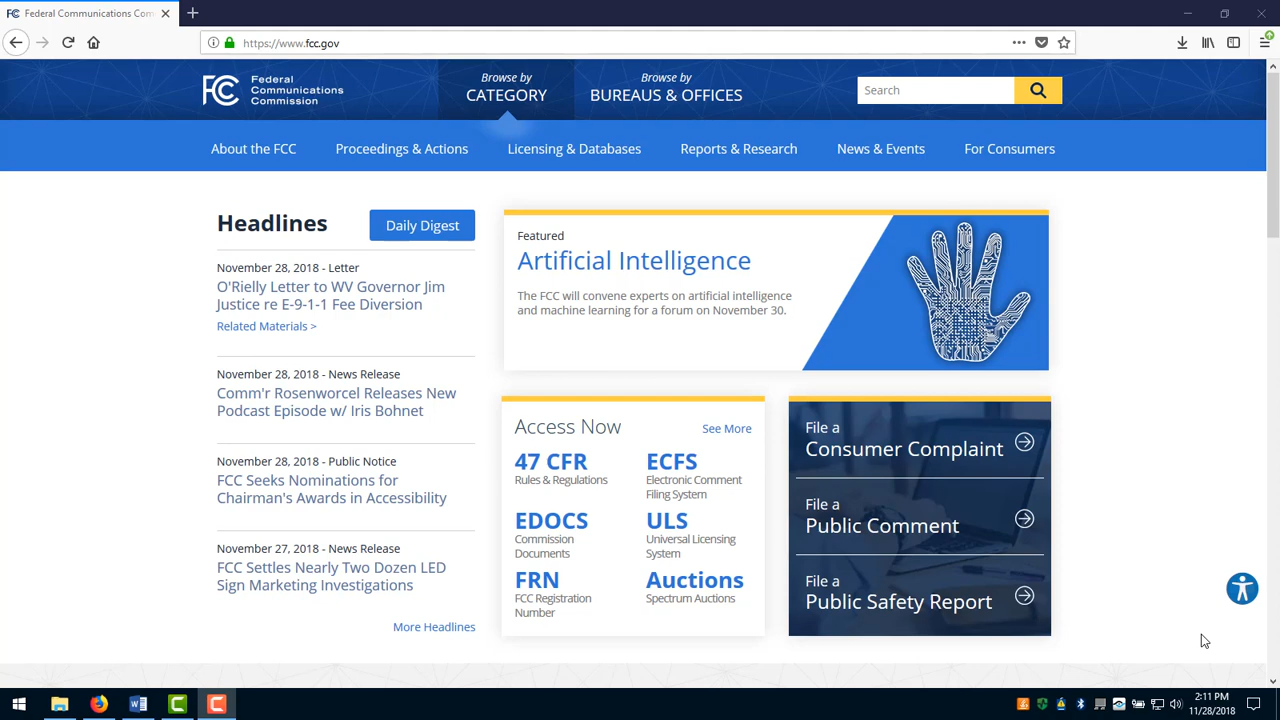 FCC Federal Communications Com
https://www.fcc.gov
FCC
Federal
Communications
Commission
Browse by
CATEGORY
Browse by
BUREAUS & OFFICES
Search
About the FCC
Proceedings & Actions
Licensing & Databases
Reports & Research
News & Events
For Consumers
Headlines
Daily Digest
November 28, 2018 - Letter
O'Rielly Letter to WV Governor Jim
Justice re E-9-1-1 Fee Diversion
Related Materials >
November 28, 2018 - News Release
Comm'r Rosenworcel Releases New
Podcast Episode w/ Iris Bohnet
November 28, 2018 - Public Notice
FCC Seeks Nominations for
Chairman's Awards in Accessibility
November 27, 2018 - News Release
FCC Settles Nearly Two Dozen LED
Sign Marketing Investigations
More Headlines
Featured
Artificial Intelligence
The FCC will convene experts on artificial intelligence
and machine learning for a forum on November 30.
Access Now
See More
47 CFR
Rules & Regulations
ECFS
Electronic Comment
Filing System
EDOCS
Commission
Documents
ULS
Universal Licensing
System
FRN
FCC Registration
Number
Auctions
Spectrum Auctions
File a
Consumer Complaint
File a
Public Comment
File a
Public Safety Report
2:11 PM
11/28/2018